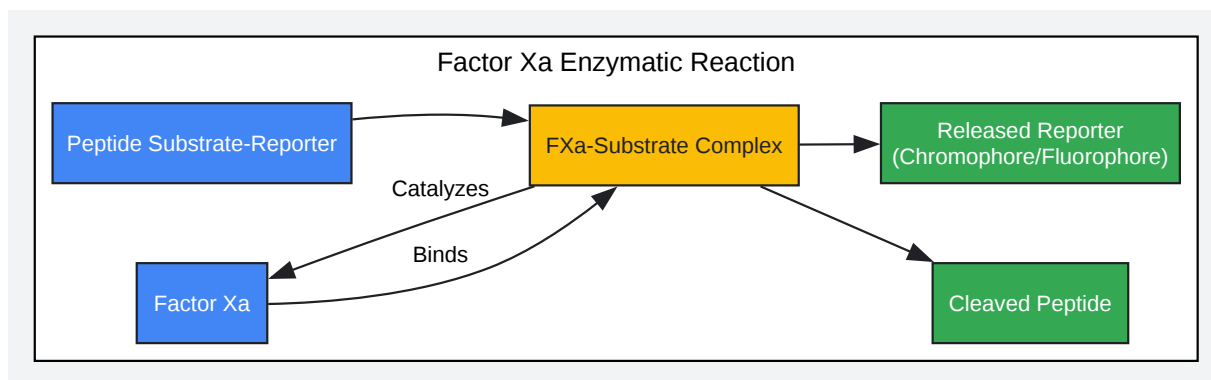 Factor Xa Enzymatic Reaction
Peptide Substrate-Reporter
FXa-Substrate Complex
Released Reporter
(Chromophore/Fluorophore)
Catalyzes
Binds
Factor Xa
Cleaved Peptide